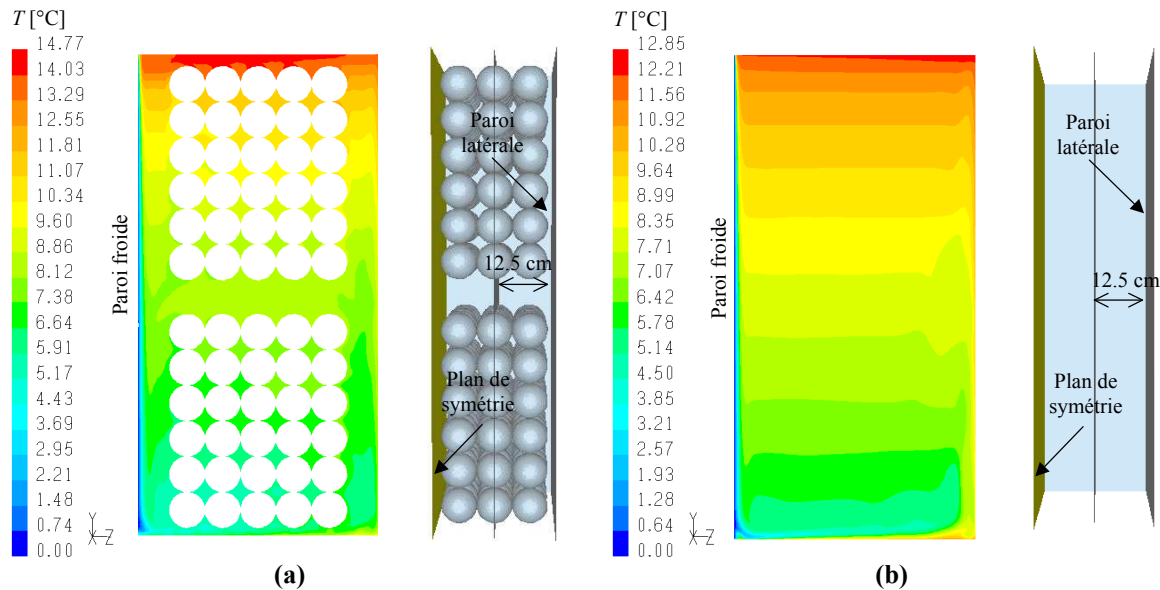 T [°C]
14.77
14.03
13.29
12.55
11.81
11.07
10.34
9.60
8.86
8.12
7.38
6.64
5.91
5.17
4.43
3.69
2.95
2.21
1.48
0.74
0.00
Y
X Z
Paroi froide
Paroi
latérale
12.5 cm
Plan de
symétrie
(a)
T [°C]
12.85
12.21
11.56
10.92
10.28
9.64
8.99
8.35
7.71
7.07
6.42
5.78
5.14
4.50
3.85
3.21
2.57
1.93
1.28
0.64
0.00
Y
X Z
Paroi froide
Paroi
latérale
12.5 cm
Plan de
symétrie
(b)